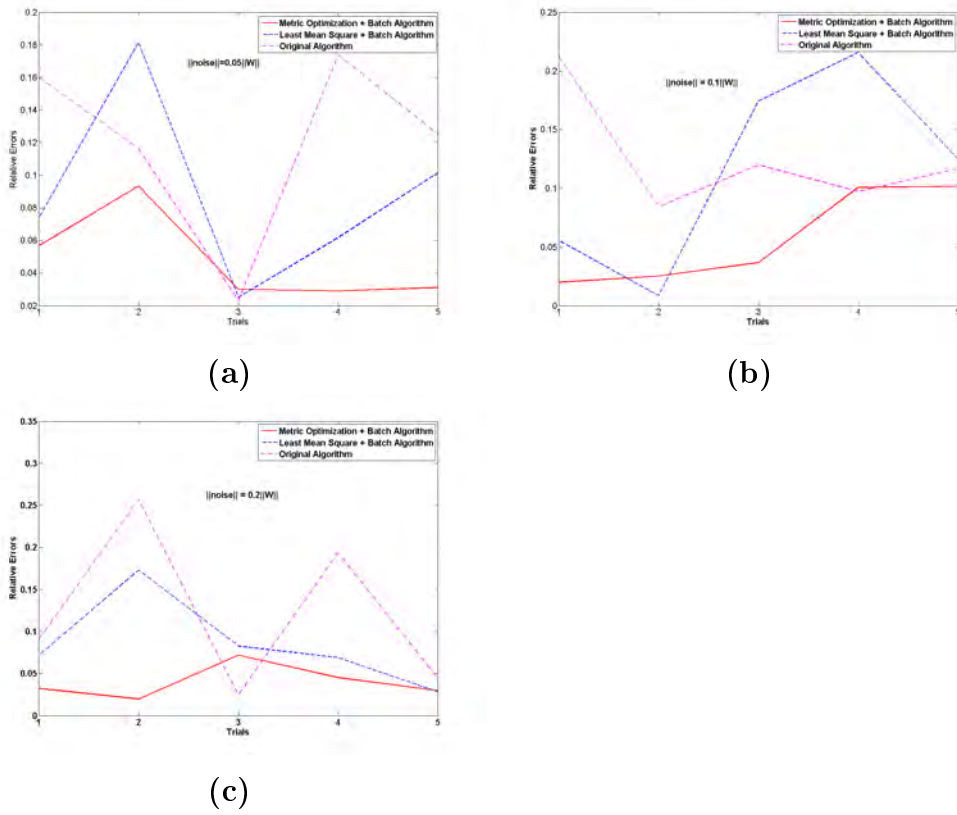 0.2
0.18
0.16
0.14
0.12
0.1
0.08
0.06
0.04
0.02
Relative Errors
Metric Optimization + Batch Algorithm
Least Mean Square + Batch Algorithm
Original Algorithm
||noise||=0.05||W||
1 2 3 4 5
Trials
(a)
0.25
0.2
0.15
0.1
0.05
0
Relative Errors
Metric Optimization + Batch Algorithm
Least Mean Square + Batch Algorithm
Original Algorithm
||noise|| = 0.1||W||
1 2 3 4 5
Trials
(b)
0.35
0.3
0.25
0.2
0.15
0.1
0.05
0
Relative Errors
Metric Optimization + Batch Algorithm
Least Mean Square + Batch Algorithm
Original Algorithm
||noise|| = 0.2||W||
1 2 3 4 5
Trials
(c)